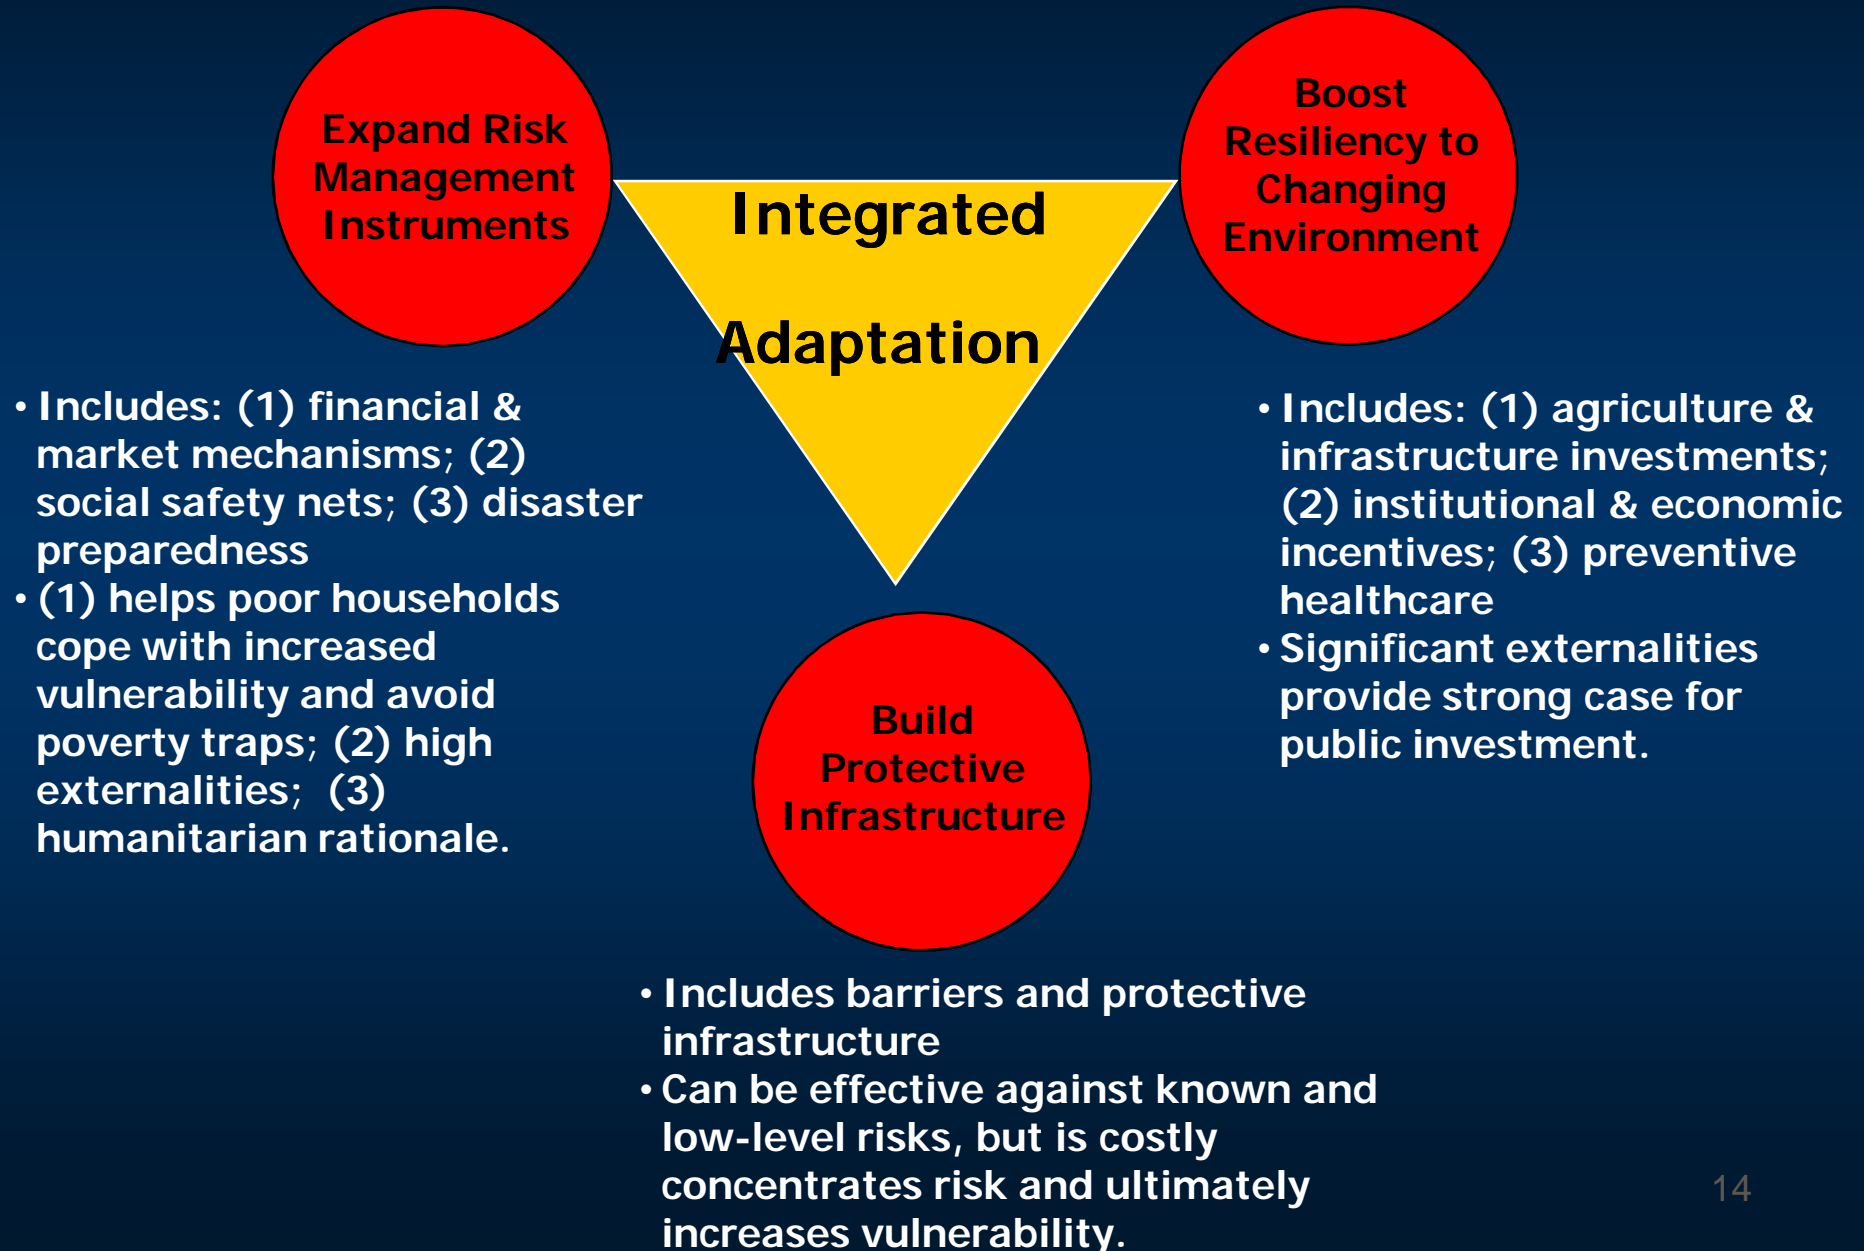 Expand Risk
Management
Instruments
Integrated
Adaptation
Boost
Resiliency to
Changing
Environment
• Includes: (1) financial &
market mechanisms; (2)
social safety nets; (3) disaster
preparedness
• (1) helps poor households
cope with increased
vulnerability and avoid
poverty traps; (2) high
externalities; (3)
humanitarian rationale.
• Includes: (1) agriculture &
infrastructure investments;
(2) institutional & economic
incentives; (3) preventive
healthcare
• Significant externalities
provide strong case for
public investment.
Build
Protective
Infrastructure
• Includes barriers and protective
infrastructure
• Can be effective against known and
low-level risks, but is costly
concentrates risk and ultimately
increases vulnerability.
14